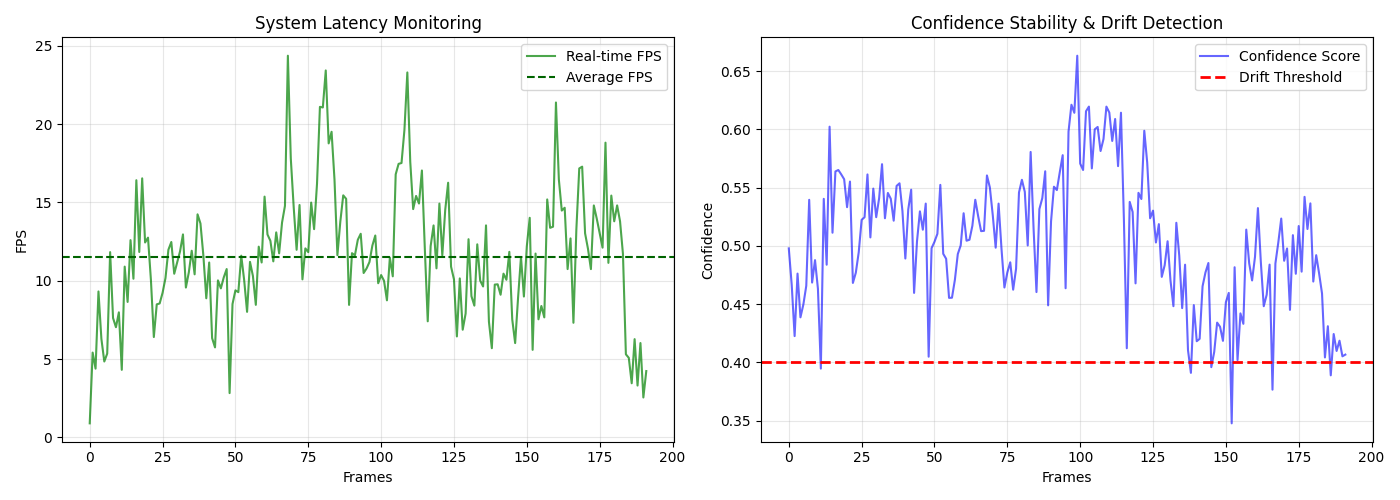 System Latency Monitoring
Real-time FPS
Average FPS
FPS
25
20
15
10
5
0
0 25 50 75 100 125 150 175 200
Frames
Confidence Stability & Drift Detection
Confidence Score
Drift Threshold
Confidence
0.65
0.60
0.55
0.50
0.45
0.40
0.35
0 25 50 75 100 125 150 175 200
Frames